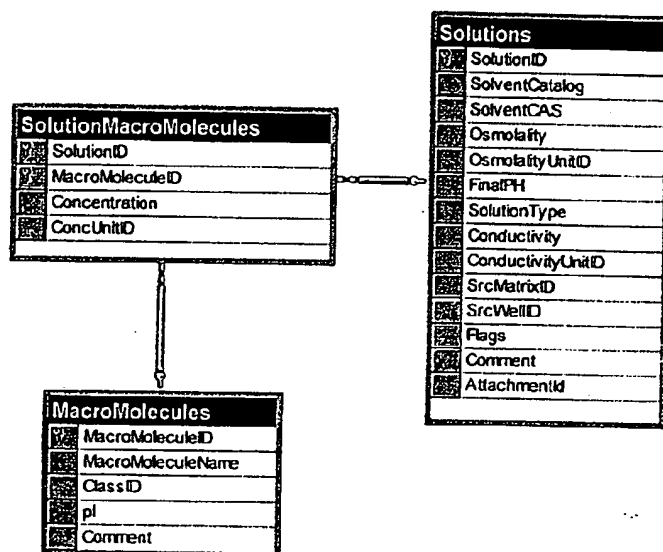 Solutions
SolutionID
SolventCatalog
SolventCAS
Osmolality
OsmolalityUnitID
FinalPH
SolutionType
Conductivity
ConductivityUnitID
SrcMatrixID
SrcWellID
Flags
Comment
AttachmentId
SolutionMacroMolecules
SolutionID
MacroMoleculeID
Concentration
ConcUnitID
MacroMolecules
MacroMoleculeID
MacroMoleculeName
ClassID
pI
Comment